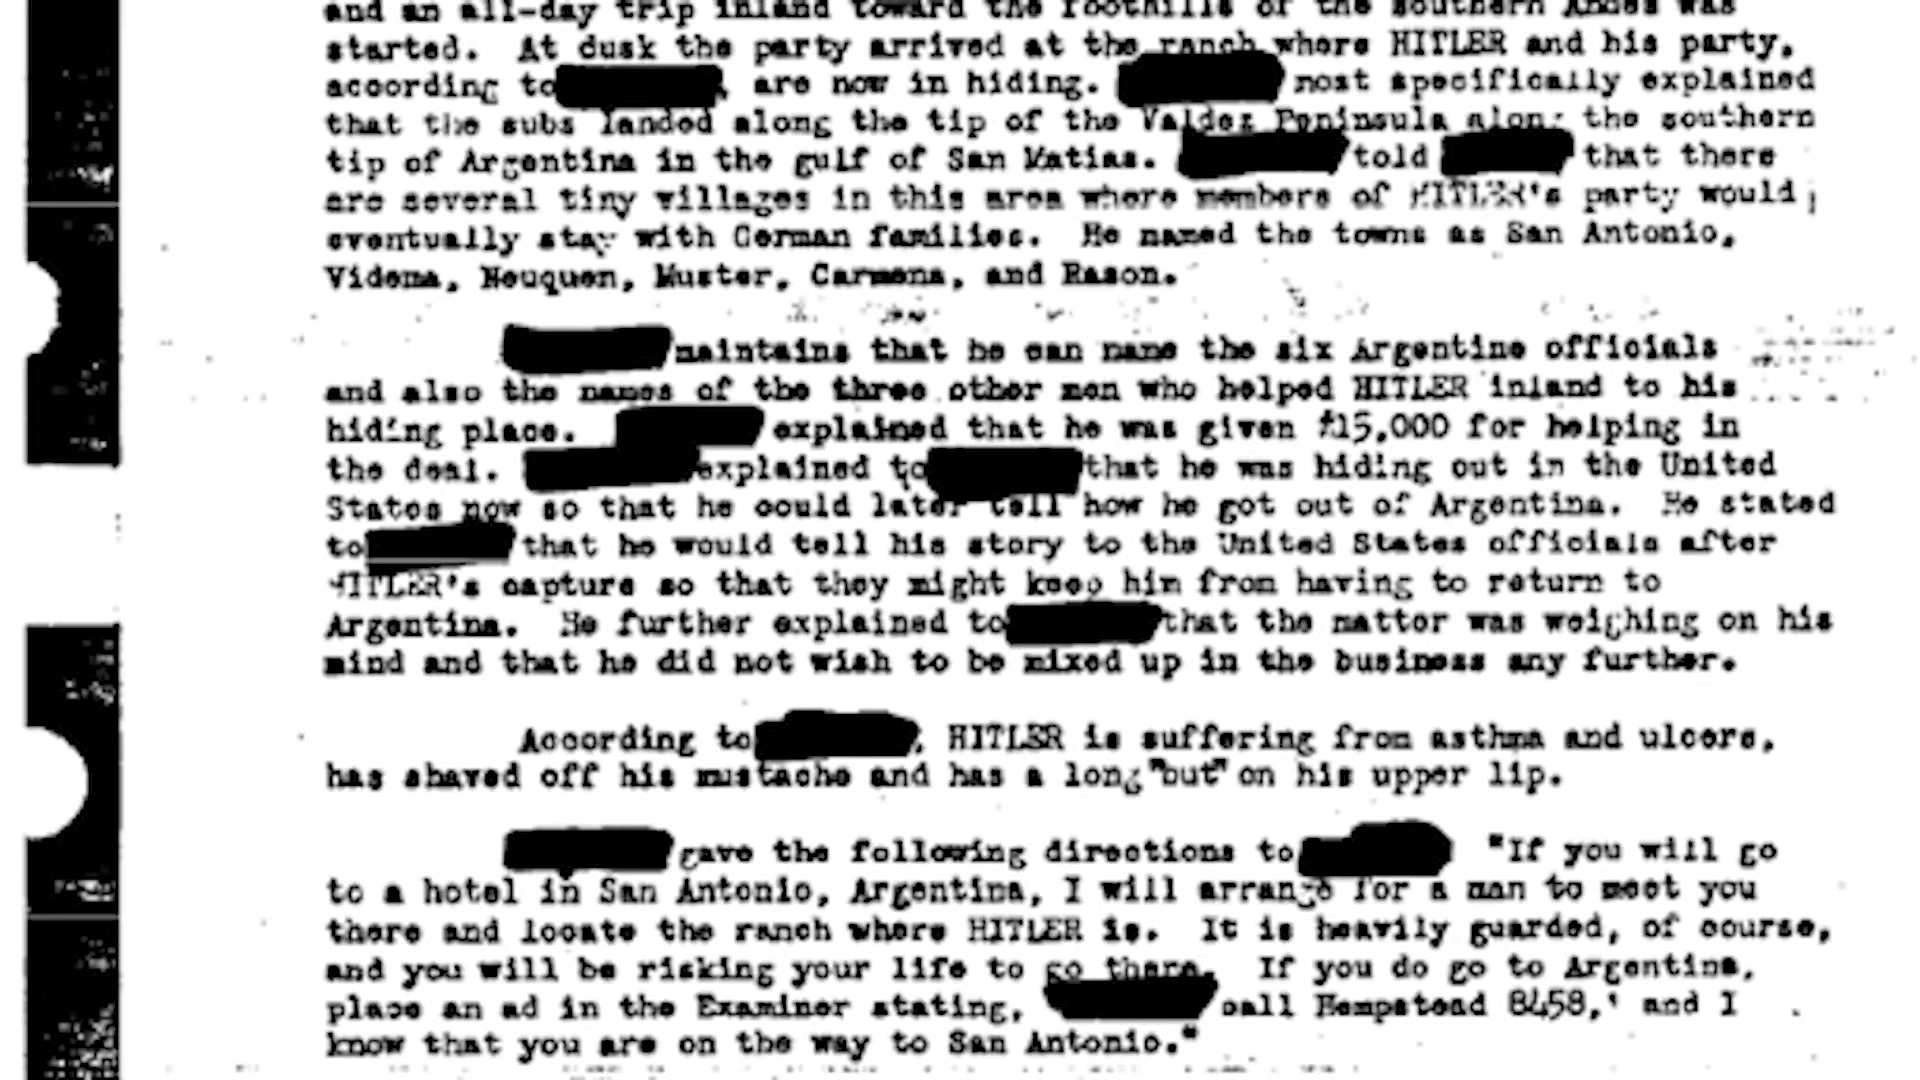 and an all-day trip inland toward the foothills of the southern Andes was
started. At dusk the party arrived at the ranch where HITLER and his party,
according to are now in hiding. most specifically explained
that the subs landed along the tip of the Valdez Peninsula along the southern
tip of Argentina in the gulf of San Matias. told that there
are several tiny villages in this area where members of HITLER's party would
eventually stay with German families. He named the towns as San Antonio,
Videma, Neuquen, Muster, Carmena, and Rason.
maintains that he can name the six Argentine officials
and also the names of the three other men who helped HITLER inland to his
hiding place. explained that he was given $15,000 for helping in
the deal. explained to that he was hiding out in the United
States now so that he could later tell how he got out of Argentina. He stated
to that he would tell his story to the United States officials after
HITLER's capture so that they might keep him from having to return to
Argentina. He further explained to that the matter was weighing on his
mind and that he did not wish to be mixed up in the business any further.
According to , HITLER is suffering from asthma and ulcers,
has shaved off his mustache and has a long "but" on his upper lip.
gave the following directions to "If you will go
to a hotel in San Antonio, Argentina, I will arrange for a man to meet you
there and locate the ranch where HITLER is. It is heavily guarded, of course,
and you will be risking your life to go there. If you do go to Argentina,
place an ad in the Examiner stating, call Hempstead 8458,' and I
know that you are on the way to San Antonio."